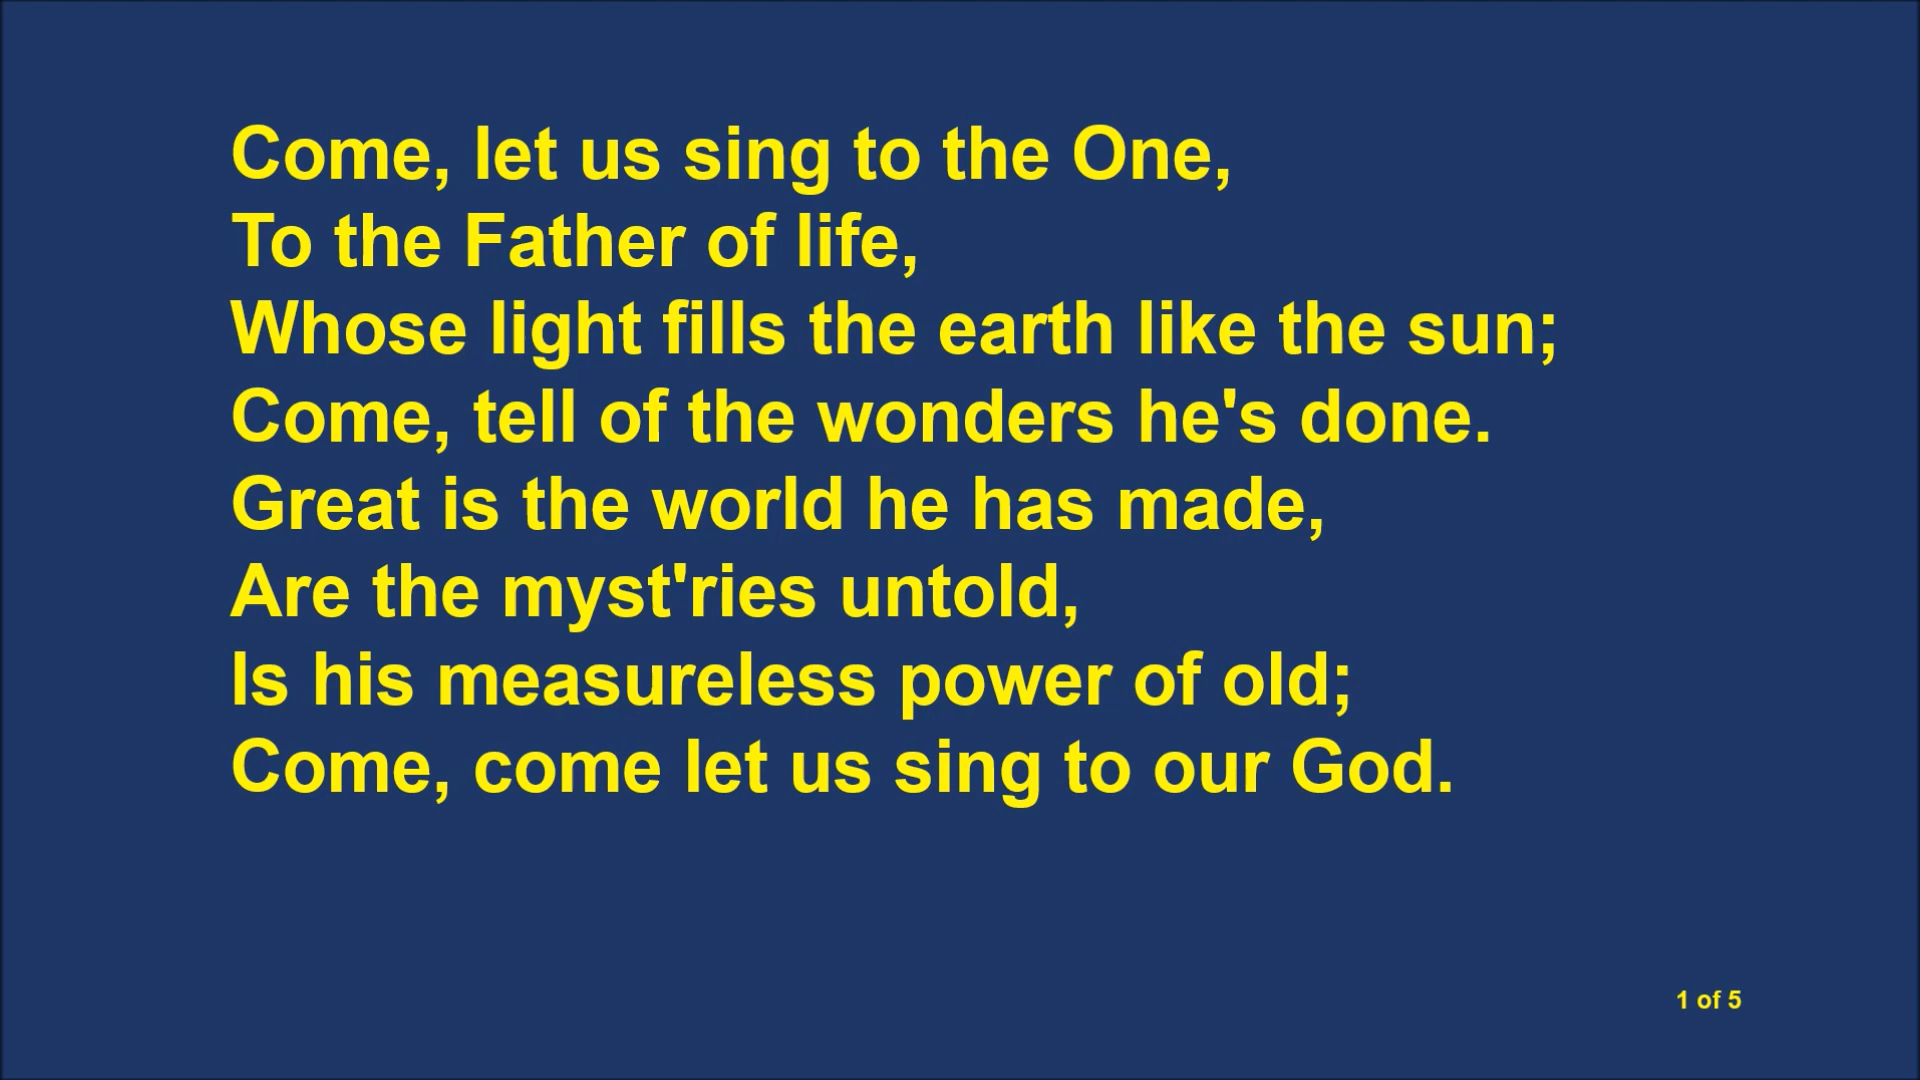 Come, let us sing to the One,
To the Father of life,
Whose light fills the earth like the sun;
Come, tell of the wonders he's done.
Great is the world he has made,
Are the myst'ries untold,
Is his measureless power of old;
Come, come let us sing to our God.
1 of 5